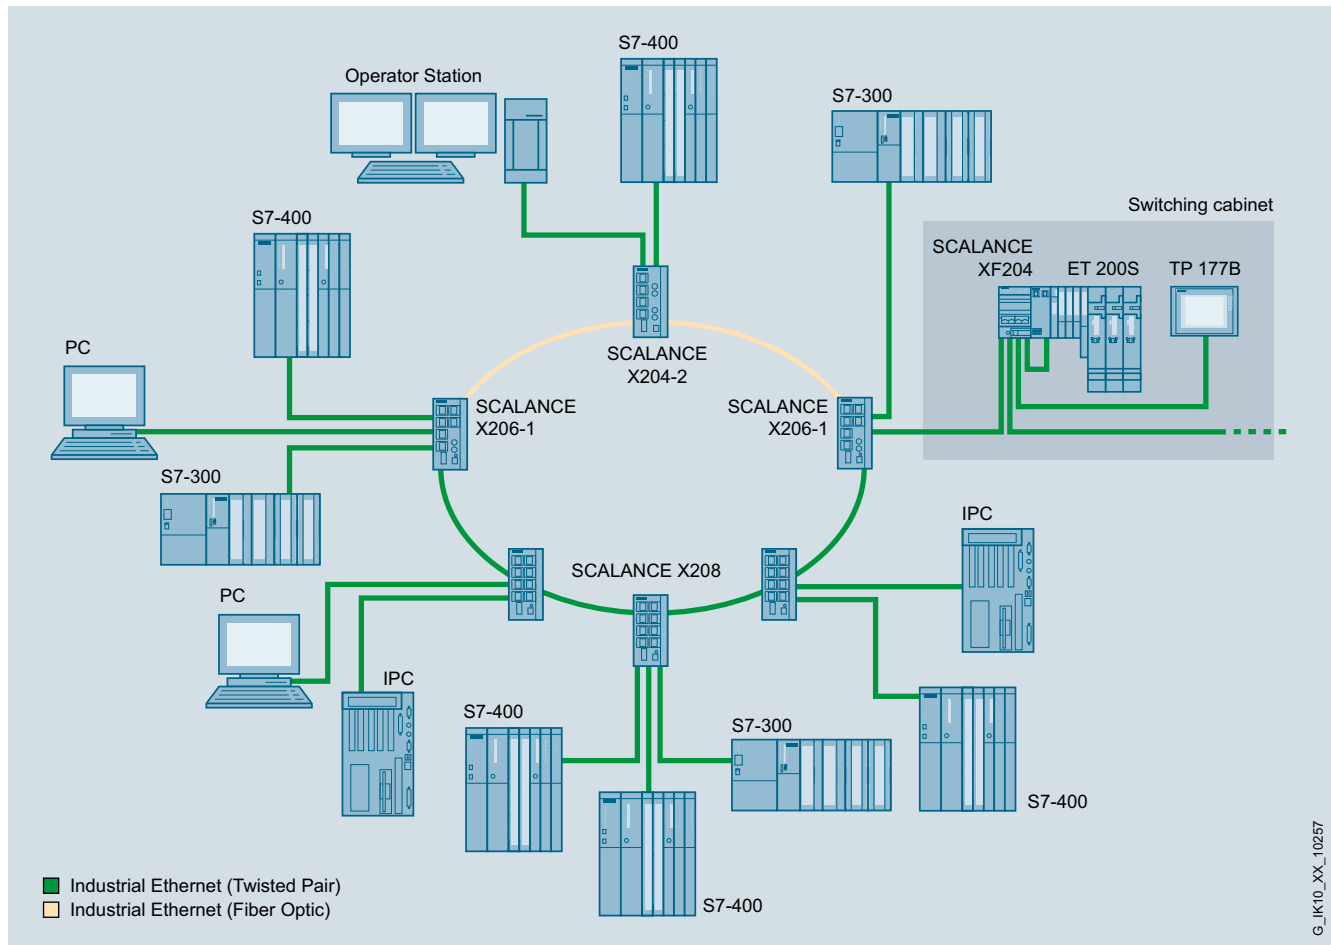 S7-400
Operator Station
S7-300
Switching cabinet
S7-400
SCALANCE
XF204
ET 200S
TP 177B
PC
SCALANCE
X204-2
SCALANCE
X206-1
SCALANCE
X206-1
S7-300
IPC
SCALANCE X208
PC
IPC
S7-400
S7-300
S7-400
S7-400
Industrial Ethernet (Twisted Pair)
Industrial Ethernet (Fiber Optic)
G_IK10_XX_10257